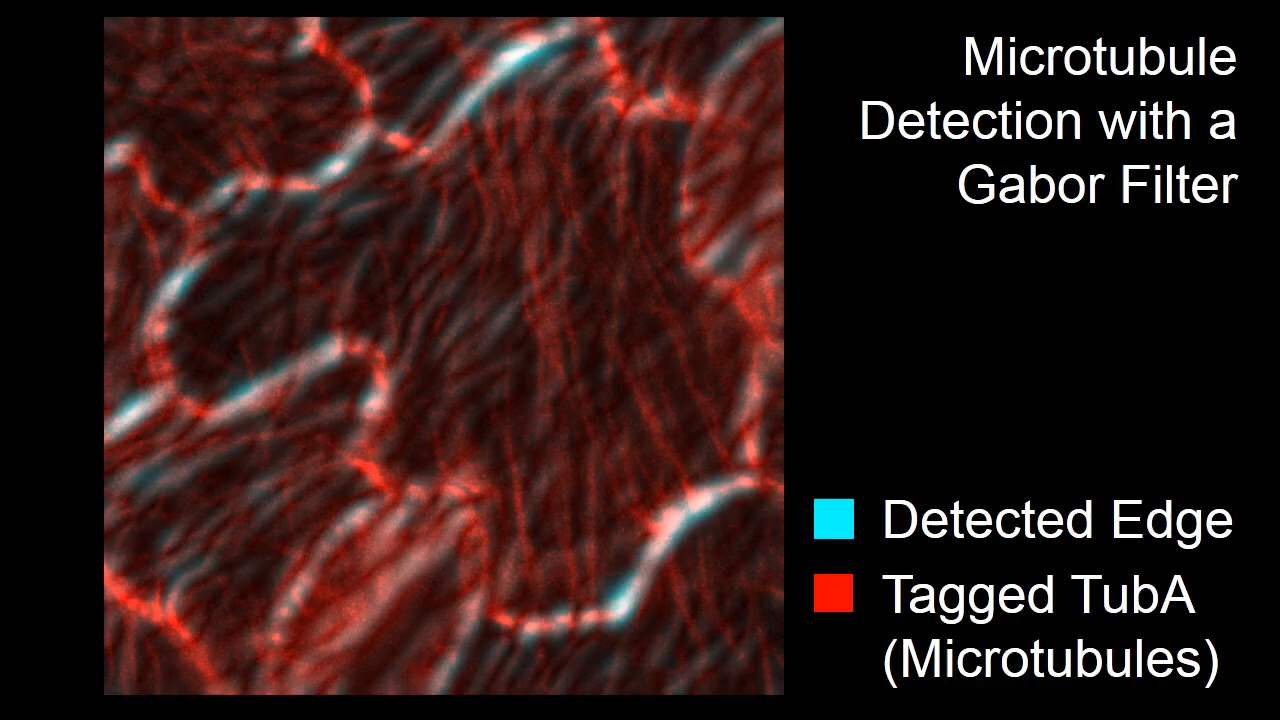 Microtubule
Detection with a
Gabor Filter
Detected Edge
Tagged TubA
(Microtubules)